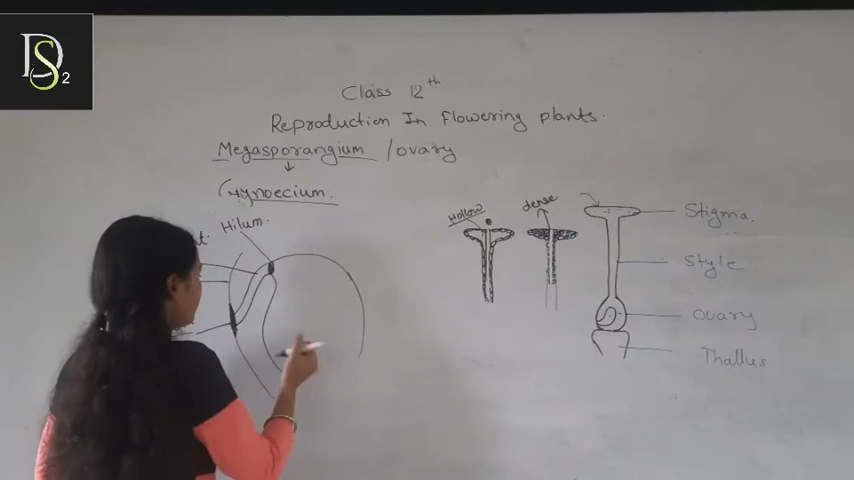 DS2
Class 12th
Reproduction In Flowering plants.
Megasporangium / ovary
Gynoecium.
Hilum.
Hollow
dense
Stigma.
Style
Ovary
Thallus